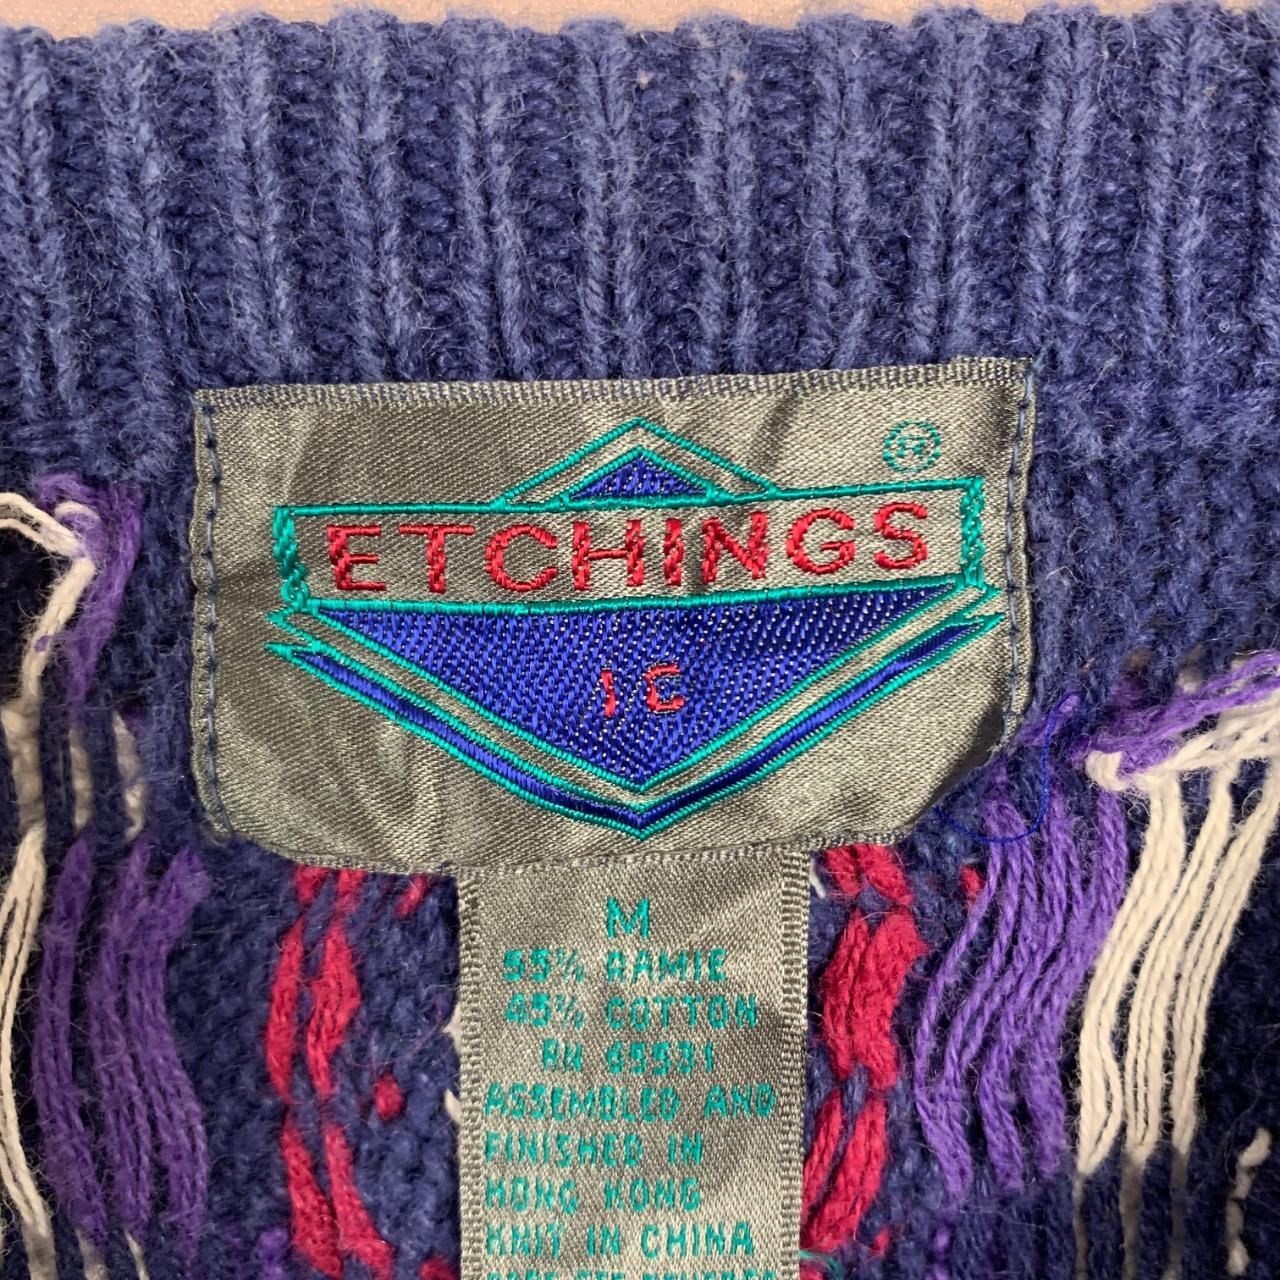 ®
ETCHINGS
IC
M
55% RAMIE
45% COTTON
RN 65531
ASSEMBLED AND
FINISHED IN
HONG KONG
KNIT IN CHINA